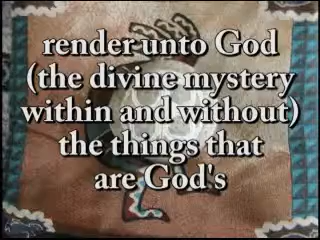 render unto God
(the divine mystery
within and without)
the things that
are God's